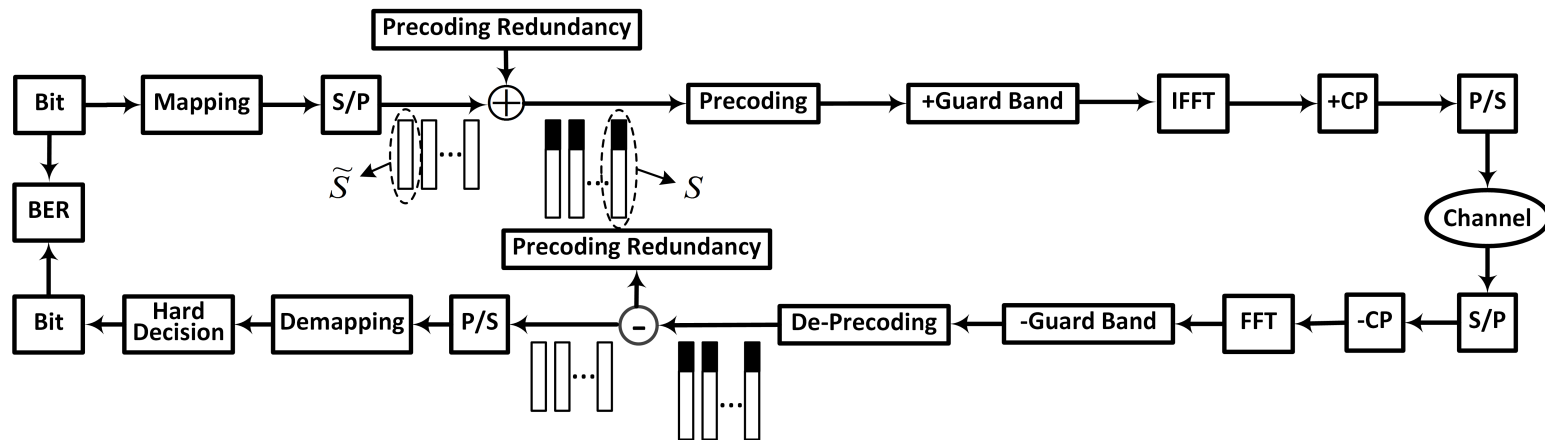 Precoding Redundancy
Bit
Mapping
S/P
+
Precoding
+Guard Band
IFFT
+CP
P/S
...
S̃
...
S
BER
Channel
Precoding Redundancy
Bit
Hard
Decision
Demapping
P/S
-
De-Precoding
-Guard Band
FFT
-CP
S/P
...
...